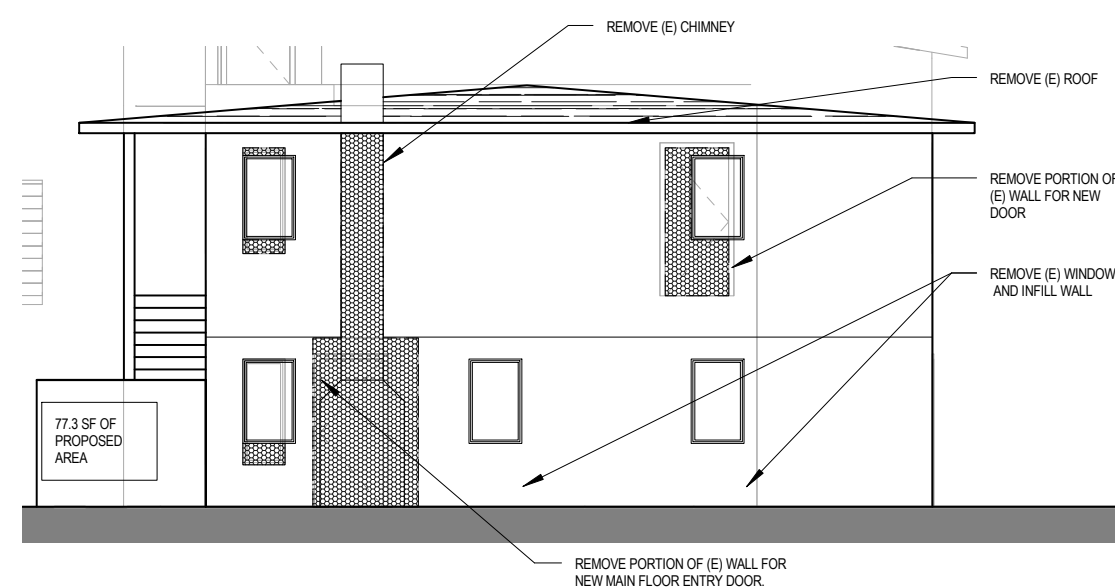 REMOVE (E) CHIMNEY
REMOVE (E) ROOF
REMOVE PORTION OF
(E) WALL FOR NEW
DOOR
REMOVE (E) WINDOW
AND INFILL WALL
77.3 SF OF
PROPOSED
AREA
REMOVE PORTION OF (E) WALL FOR
NEW MAIN FLOOR ENTRY DOOR.